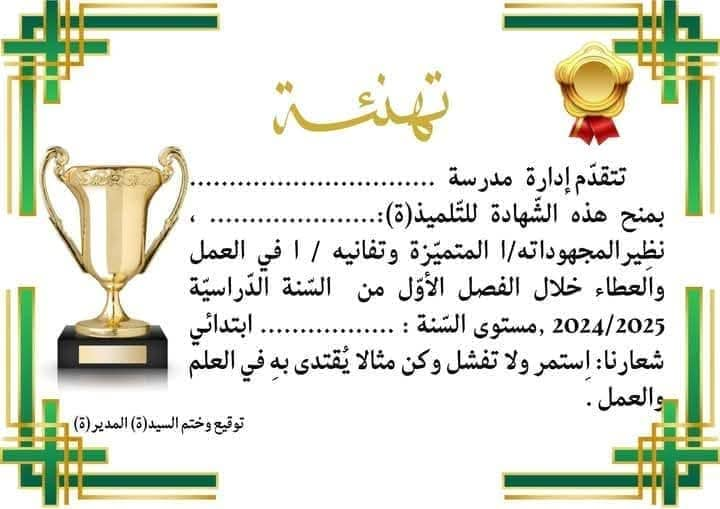 تهنئة
تتقدّم إدارة مدرسة ...............................
بمنح هذه الشّهادة للتّلميذ(ة):..................... ،
نظِيرالمجهوداته/ا المتميّزة وتفانيه / ا في العمل
والعطاء خلال الفصل الأوّل من السّنة الدّراسيّة
2024/2025 ,مستوى السّنة : ................. ابتدائي
شعارنا: اِستمر ولا تفشل وكن مثالا يُقتدى بهِ في العلم
والعمل .
توقيع وختم السيد(ة) المدير(ة)